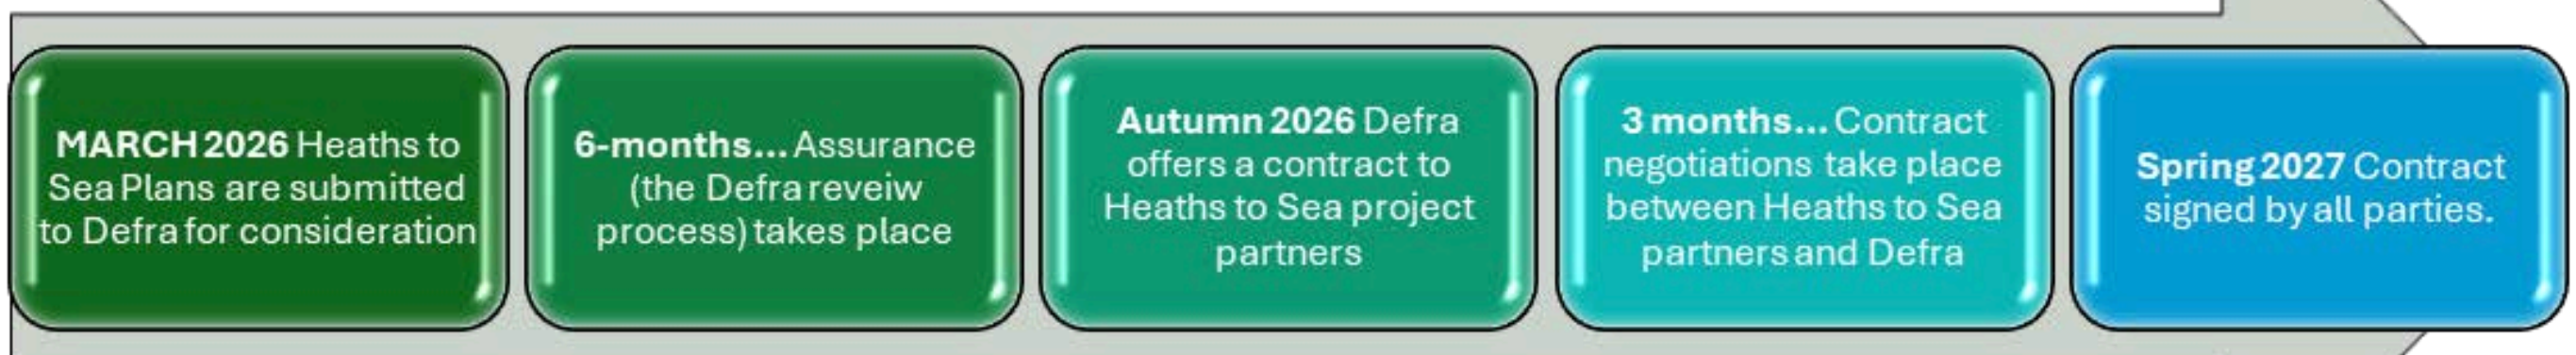 MARCH 2026 Heaths to
Sea Plans are submitted
to Defra for consideration
6-months... Assurance
(the Defra reveiw
process) takes place
Autumn 2026 Defra
offers a contract to
Heaths to Sea project
partners
3 months... Contract
negotiations take place
between Heaths to Sea
partners and Defra
Spring 2027 Contract
signed by all parties.